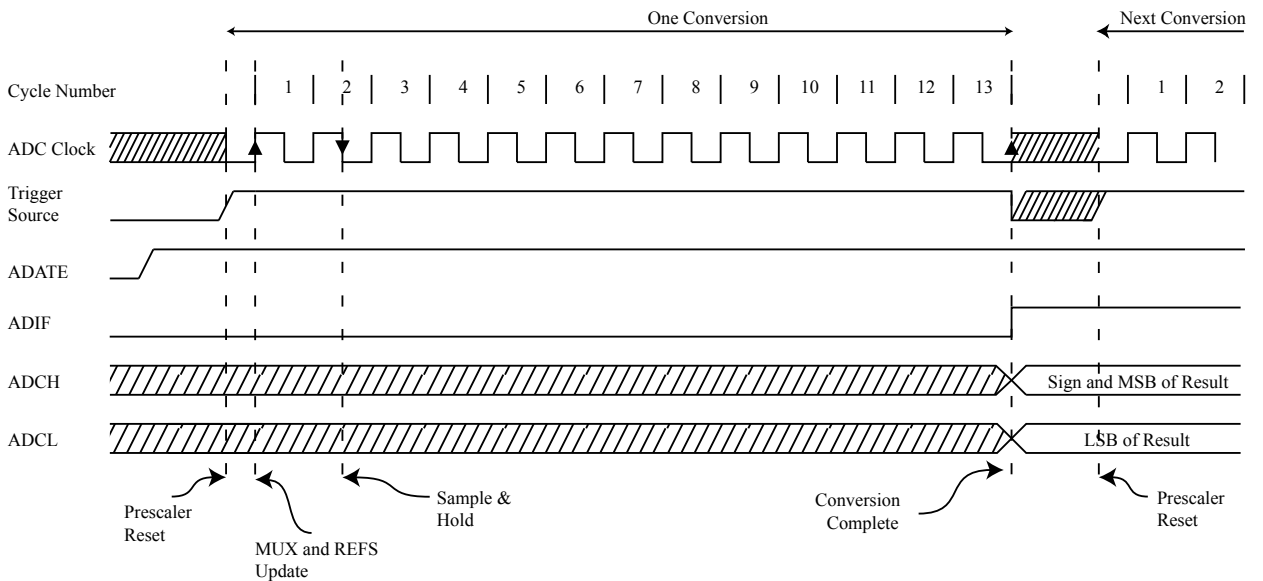 One Conversion
Next Conversion
Cycle Number
1 2 3 4 5 6 7 8 9 10 11 12 13 1 2
ADC Clock
Trigger
Source
ADATE
ADIF
ADCH
Sign and MSB of Result
ADCL
LSB of Result
Prescaler
Reset
MUX and REFS
Update
Sample &
Hold
Conversion
Complete
Prescaler
Reset